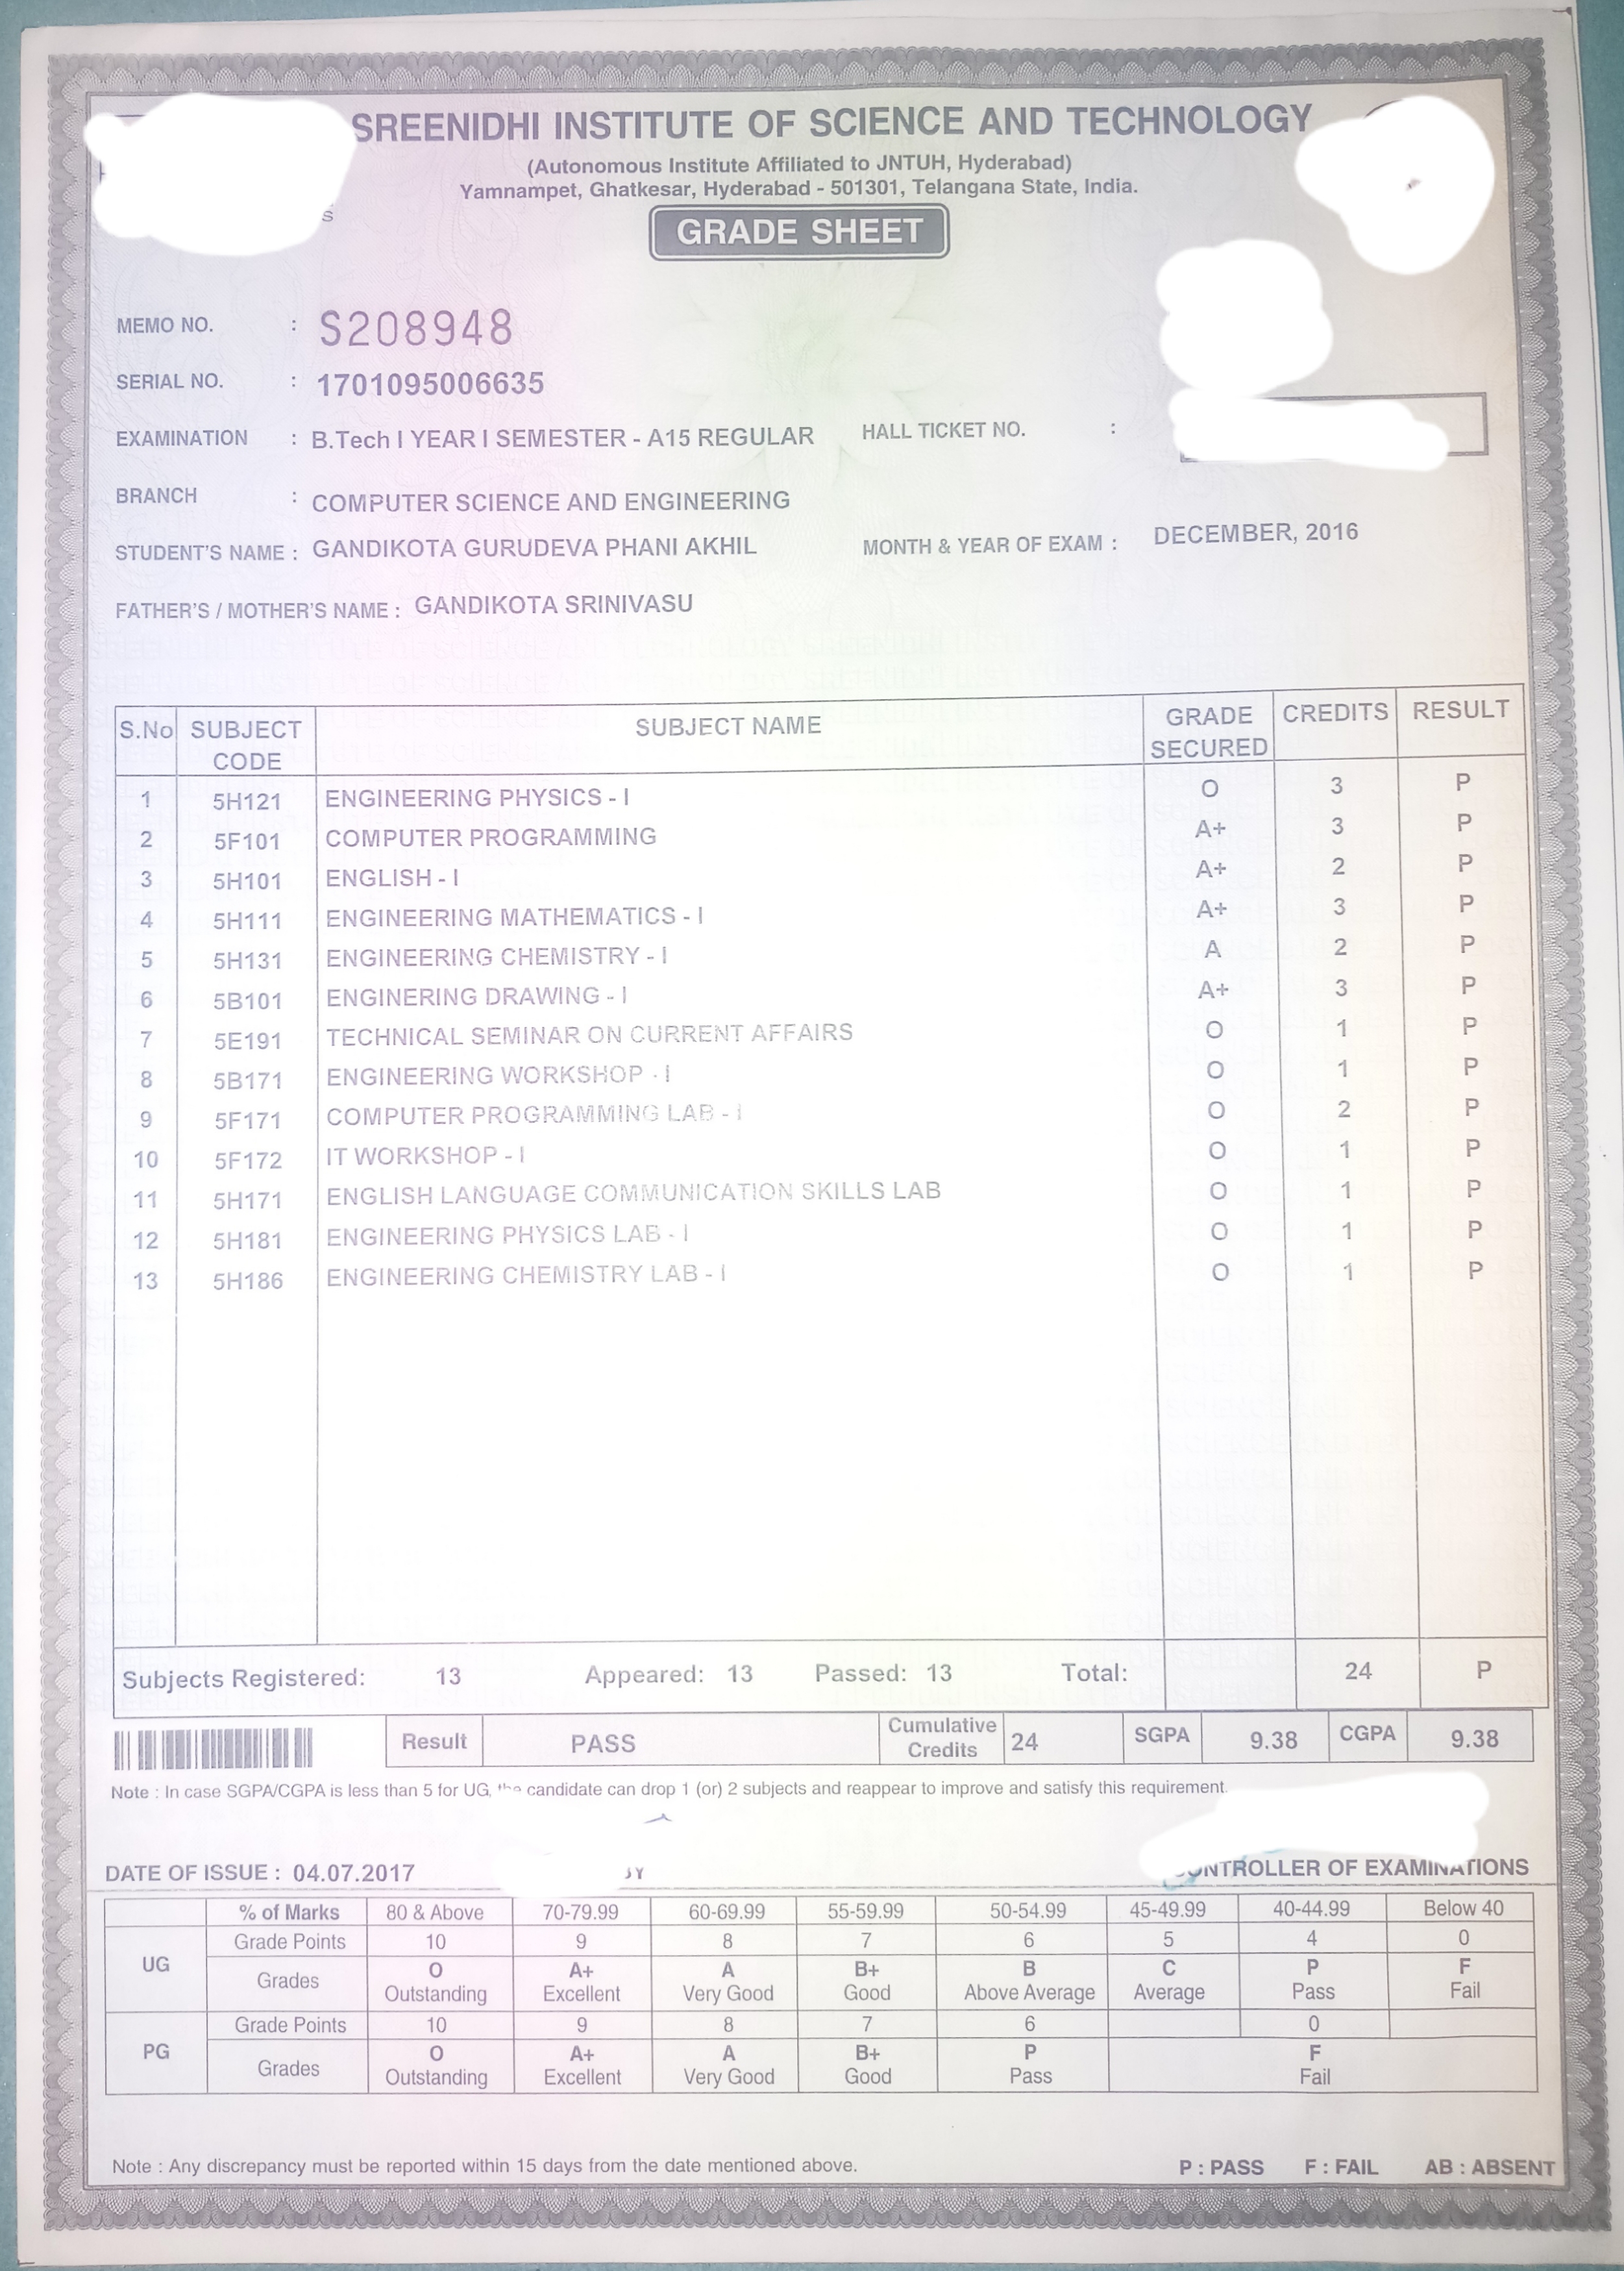 SREENIDHI INSTITUTE OF SCIENCE AND TECHNOLOGY
(Autonomous Institute Affiliated to JNTUH, Hyderabad)
Yamnampet, Ghatkesar, Hyderabad - 501301, Telangana State, India.
S
GRADE SHEET
MEMO NO. : S208948
SERIAL NO. : 1701095006635
EXAMINATION : B.Tech I YEAR I SEMESTER - A15 REGULAR HALL TICKET NO. :
BRANCH : COMPUTER SCIENCE AND ENGINEERING
STUDENT'S NAME : GANDIKOTA GURUDEVA PHANI AKHIL MONTH & YEAR OF EXAM : DECEMBER, 2016
FATHER'S / MOTHER'S NAME : GANDIKOTA SRINIVASU
S.No SUBJECT CODE SUBJECT NAME GRADE SECURED CREDITS RESULT
1 5H121 ENGINEERING PHYSICS - I O 3 P
2 5F101 COMPUTER PROGRAMMING A+ 3 P
3 5H101 ENGLISH - I A+ 2 P
4 5H111 ENGINEERING MATHEMATICS - I A+ 3 P
5 5H131 ENGINEERING CHEMISTRY - I A 2 P
6 5B101 ENGINERING DRAWING - I A+ 3 P
7 5E191 TECHNICAL SEMINAR ON CURRENT AFFAIRS O 1 P
8 5B171 ENGINEERING WORKSHOP - I O 1 P
9 5F171 COMPUTER PROGRAMMING LAB - I O 2 P
10 5F172 IT WORKSHOP - I O 1 P
11 5H171 ENGLISH LANGUAGE COMMUNICATION SKILLS LAB O 1 P
12 5H181 ENGINEERING PHYSICS LAB - I O 1 P
13 5H186 ENGINEERING CHEMISTRY LAB - I O 1 P
Subjects Registered: 13 Appeared: 13 Passed: 13 Total: 24 P
Result PASS Cumulative Credits 24 SGPA 9.38 CGPA 9.38
Note : In case SGPA/CGPA is less than 5 for UG, the candidate can drop 1 (or) 2 subjects and reappear to improve and satisfy this requirement.
DATE OF ISSUE : 04.07.2017 CONTROLLER OF EXAMINATIONS
% of Marks 80 & Above 70-79.99 60-69.99 55-59.99 50-54.99 45-49.99 40-44.99 Below 40
UG Grade Points 10 9 8 7 6 5 4 0
Grades O A+ A B+ B C P F
Outstanding Excellent Very Good Good Above Average Average Pass Fail
PG Grade Points 10 9 8 7 6 0
Grades O A+ A B+ P F
Outstanding Excellent Very Good Good Pass Fail
Note : Any discrepancy must be reported within 15 days from the date mentioned above. P : PASS F : FAIL AB : ABSENT